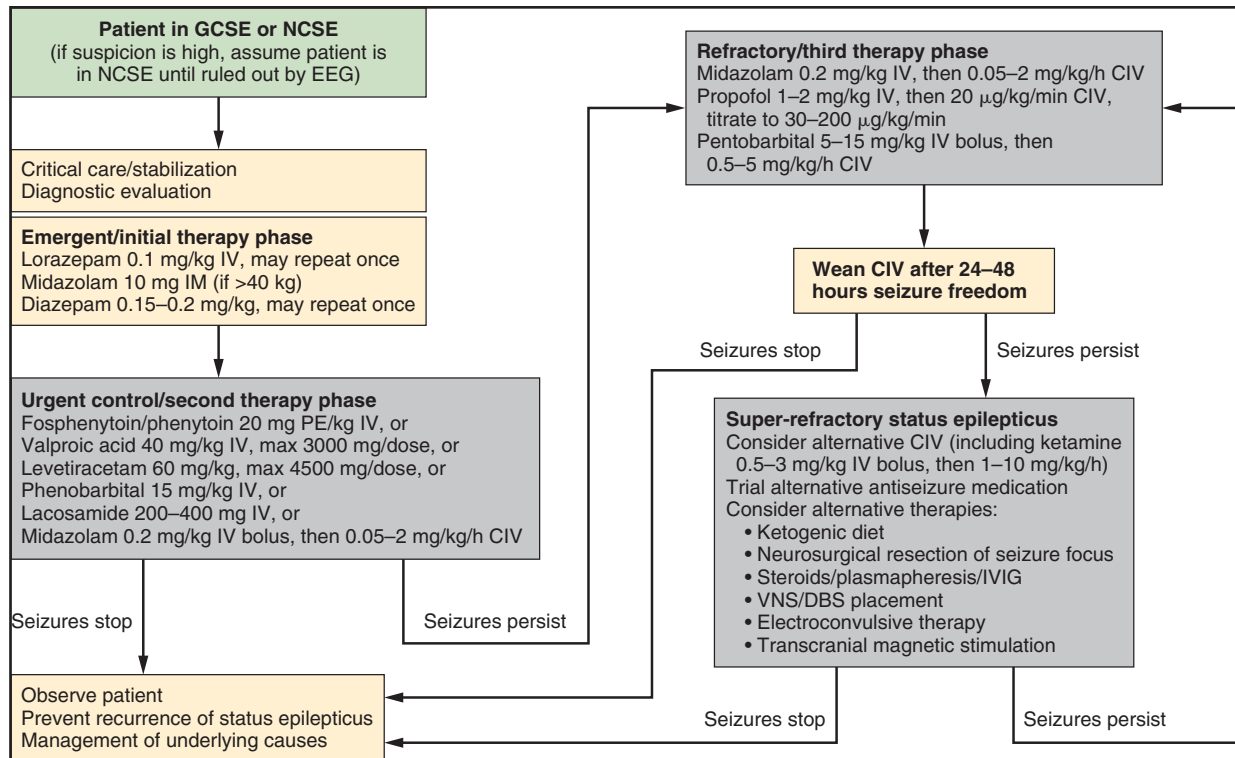 Patient in GCSE or NCSE
(if suspicion is high, assume patient is
in NCSE until ruled out by EEG)
Critical care/stabilization
Diagnostic evaluation
Emergent/initial therapy phase
Lorazepam 0.1 mg/kg IV, may repeat once
Midazolam 10 mg IM (if >40 kg)
Diazepam 0.15–0.2 mg/kg, may repeat once
Urgent control/second therapy phase
Fosphenytoin/phenytoin 20 mg PE/kg IV, or
Valproic acid 40 mg/kg IV, max 3000 mg/dose, or
Levetiracetam 60 mg/kg, max 4500 mg/dose, or
Phenobarbital 15 mg/kg IV, or
Lacosamide 200–400 mg IV, or
Midazolam 0.2 mg/kg IV bolus, then 0.05–2 mg/kg/h CIV
Seizures stop
Seizures persist
Observe patient
Prevent recurrence of status epilepticus
Management of underlying causes
Refractory/third therapy phase
Midazolam 0.2 mg/kg IV, then 0.05–2 mg/kg/h CIV
Propofol 1–2 mg/kg IV, then 20 μg/kg/min CIV,
titrate to 30–200 μg/kg/min
Pentobarbital 5–15 mg/kg IV bolus, then
0.5–5 mg/kg/h CIV
Wean CIV after 24–48
hours seizure freedom
Seizures stop
Seizures persist
Super-refractory status epilepticus
Consider alternative CIV (including ketamine
0.5–3 mg/kg IV bolus, then 1–10 mg/kg/h)
Trial alternative antiseizure medication
Consider alternative therapies:
• Ketogenic diet
• Neurosurgical resection of seizure focus
• Steroids/plasmapheresis/IVIG
• VNS/DBS placement
• Electroconvulsive therapy
• Transcranial magnetic stimulation
Seizures stop
Seizures persist